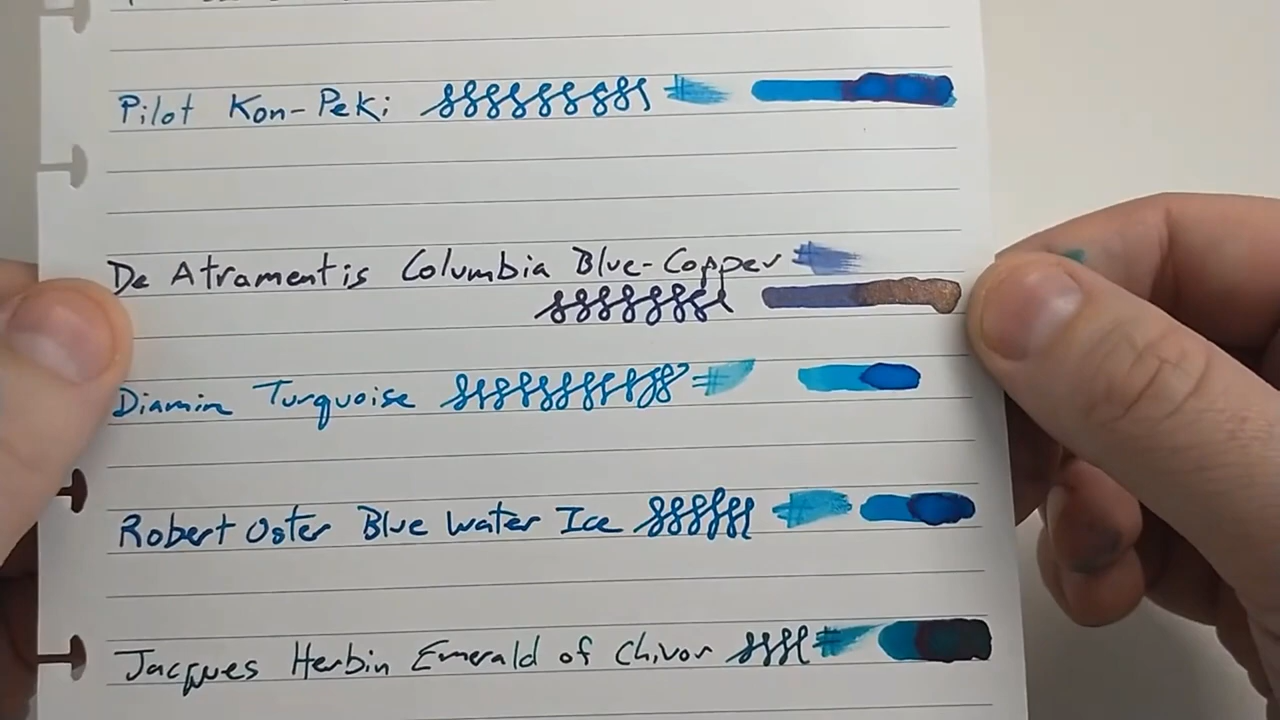 Pilot Kon-Peki
De Atramentis Columbia Blue-Copper
Diamin Turquoise
Robert Oster Blue Water Ice
Jacques Herbin Emerald of Chivor